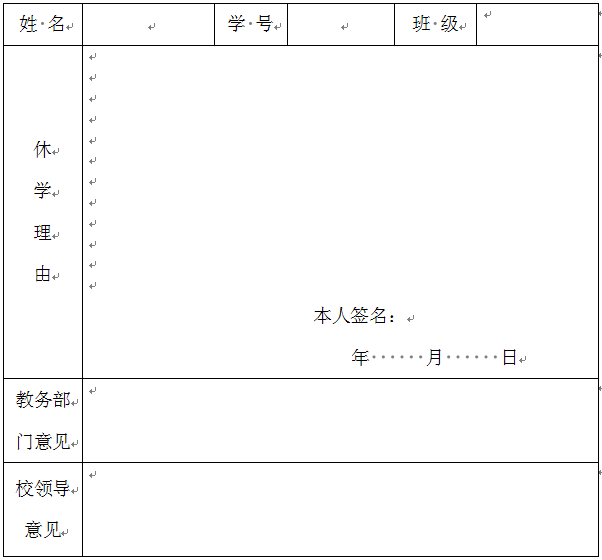 姓 名 学 号 班 级
休
学
理
由
本人签名：
年 月 日
教务部
门意见
校领导
意见